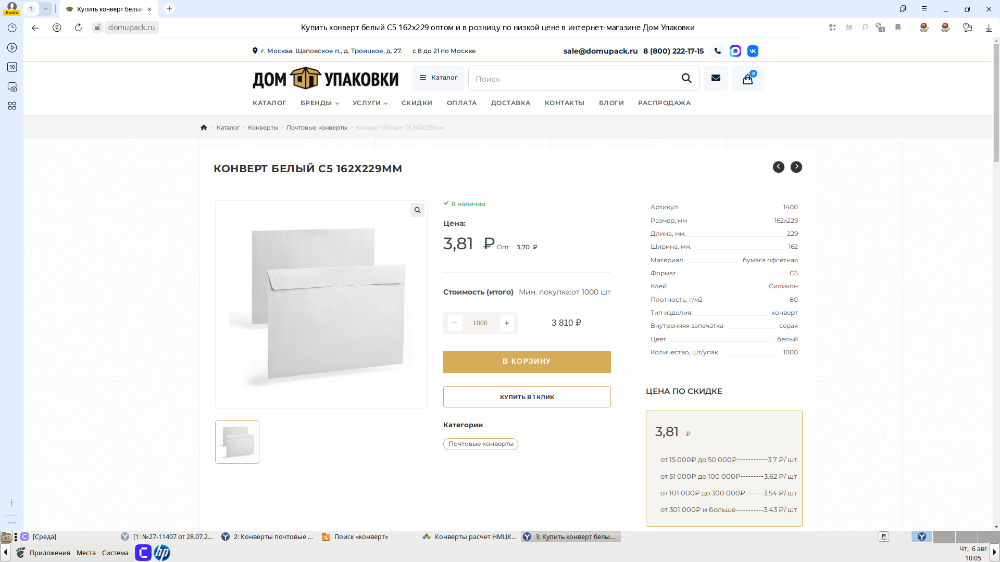 Войти
1
Купить конверт белый
domupack.ru
Купить конверт белый С5 162х229 оптом и в розницу по низкой цене в интернет-магазине Дом Упаковки
10
г. Москва, Щаповское п., д. Троицкое, д. 27.
с 8 до 21 по Москве
sale@domupack.ru
8 (800) 222-17-15
ДОМ УПАКОВКИ
Каталог
Поиск
0
КАТАЛОГ
БРЕНДЫ
УСЛУГИ
СКИДКИ
ОПЛАТА
ДОСТАВКА
КОНТАКТЫ
БЛОГИ
РАСПРОДАЖА
> Каталог > Конверты > Почтовые конверты > Конверт белый С5 162х229мм
КОНВЕРТ БЕЛЫЙ С5 162Х229ММ
В наличии
Цена:
3,81 ₽ Опт: 3,70 ₽
Стоимость (итого) Мин. покупка:от 1000 шт
− 1000 + 3 810 ₽
В КОРЗИНУ
КУПИТЬ В 1 КЛИК
Категории
Почтовые конверты
Артикул 1400
Размер, мм 162х229
Длина, мм. 229
Ширина, мм. 162
Материал бумага офсетная
Формат С5
Клей Силикон
Плотность, г/м2 80
Тип изделия конверт
Внутренняя запечатка серая
Цвет белый
Количество, шт/упак 1000
ЦЕНА ПО СКИДКЕ
3,81 ₽
от 15 000₽ до 50 000₽------------3.7 ₽/ шт
от 51 000₽ до 100 000₽---------3.62 ₽/ шт
от 101 000₽ до 300 000₽-------3.54 ₽/ шт
от 301 000₽ и больше-----------3.43 ₽/ шт
[Среда]
[1: №27-11407 от 28.07.2...
2: Конверты почтовые ...
Поиск «конверт»
Конверты расчет НМЦК...
3: Купить конверт белы...
Приложения
Места
Система
Чт, 6 авг
10:05